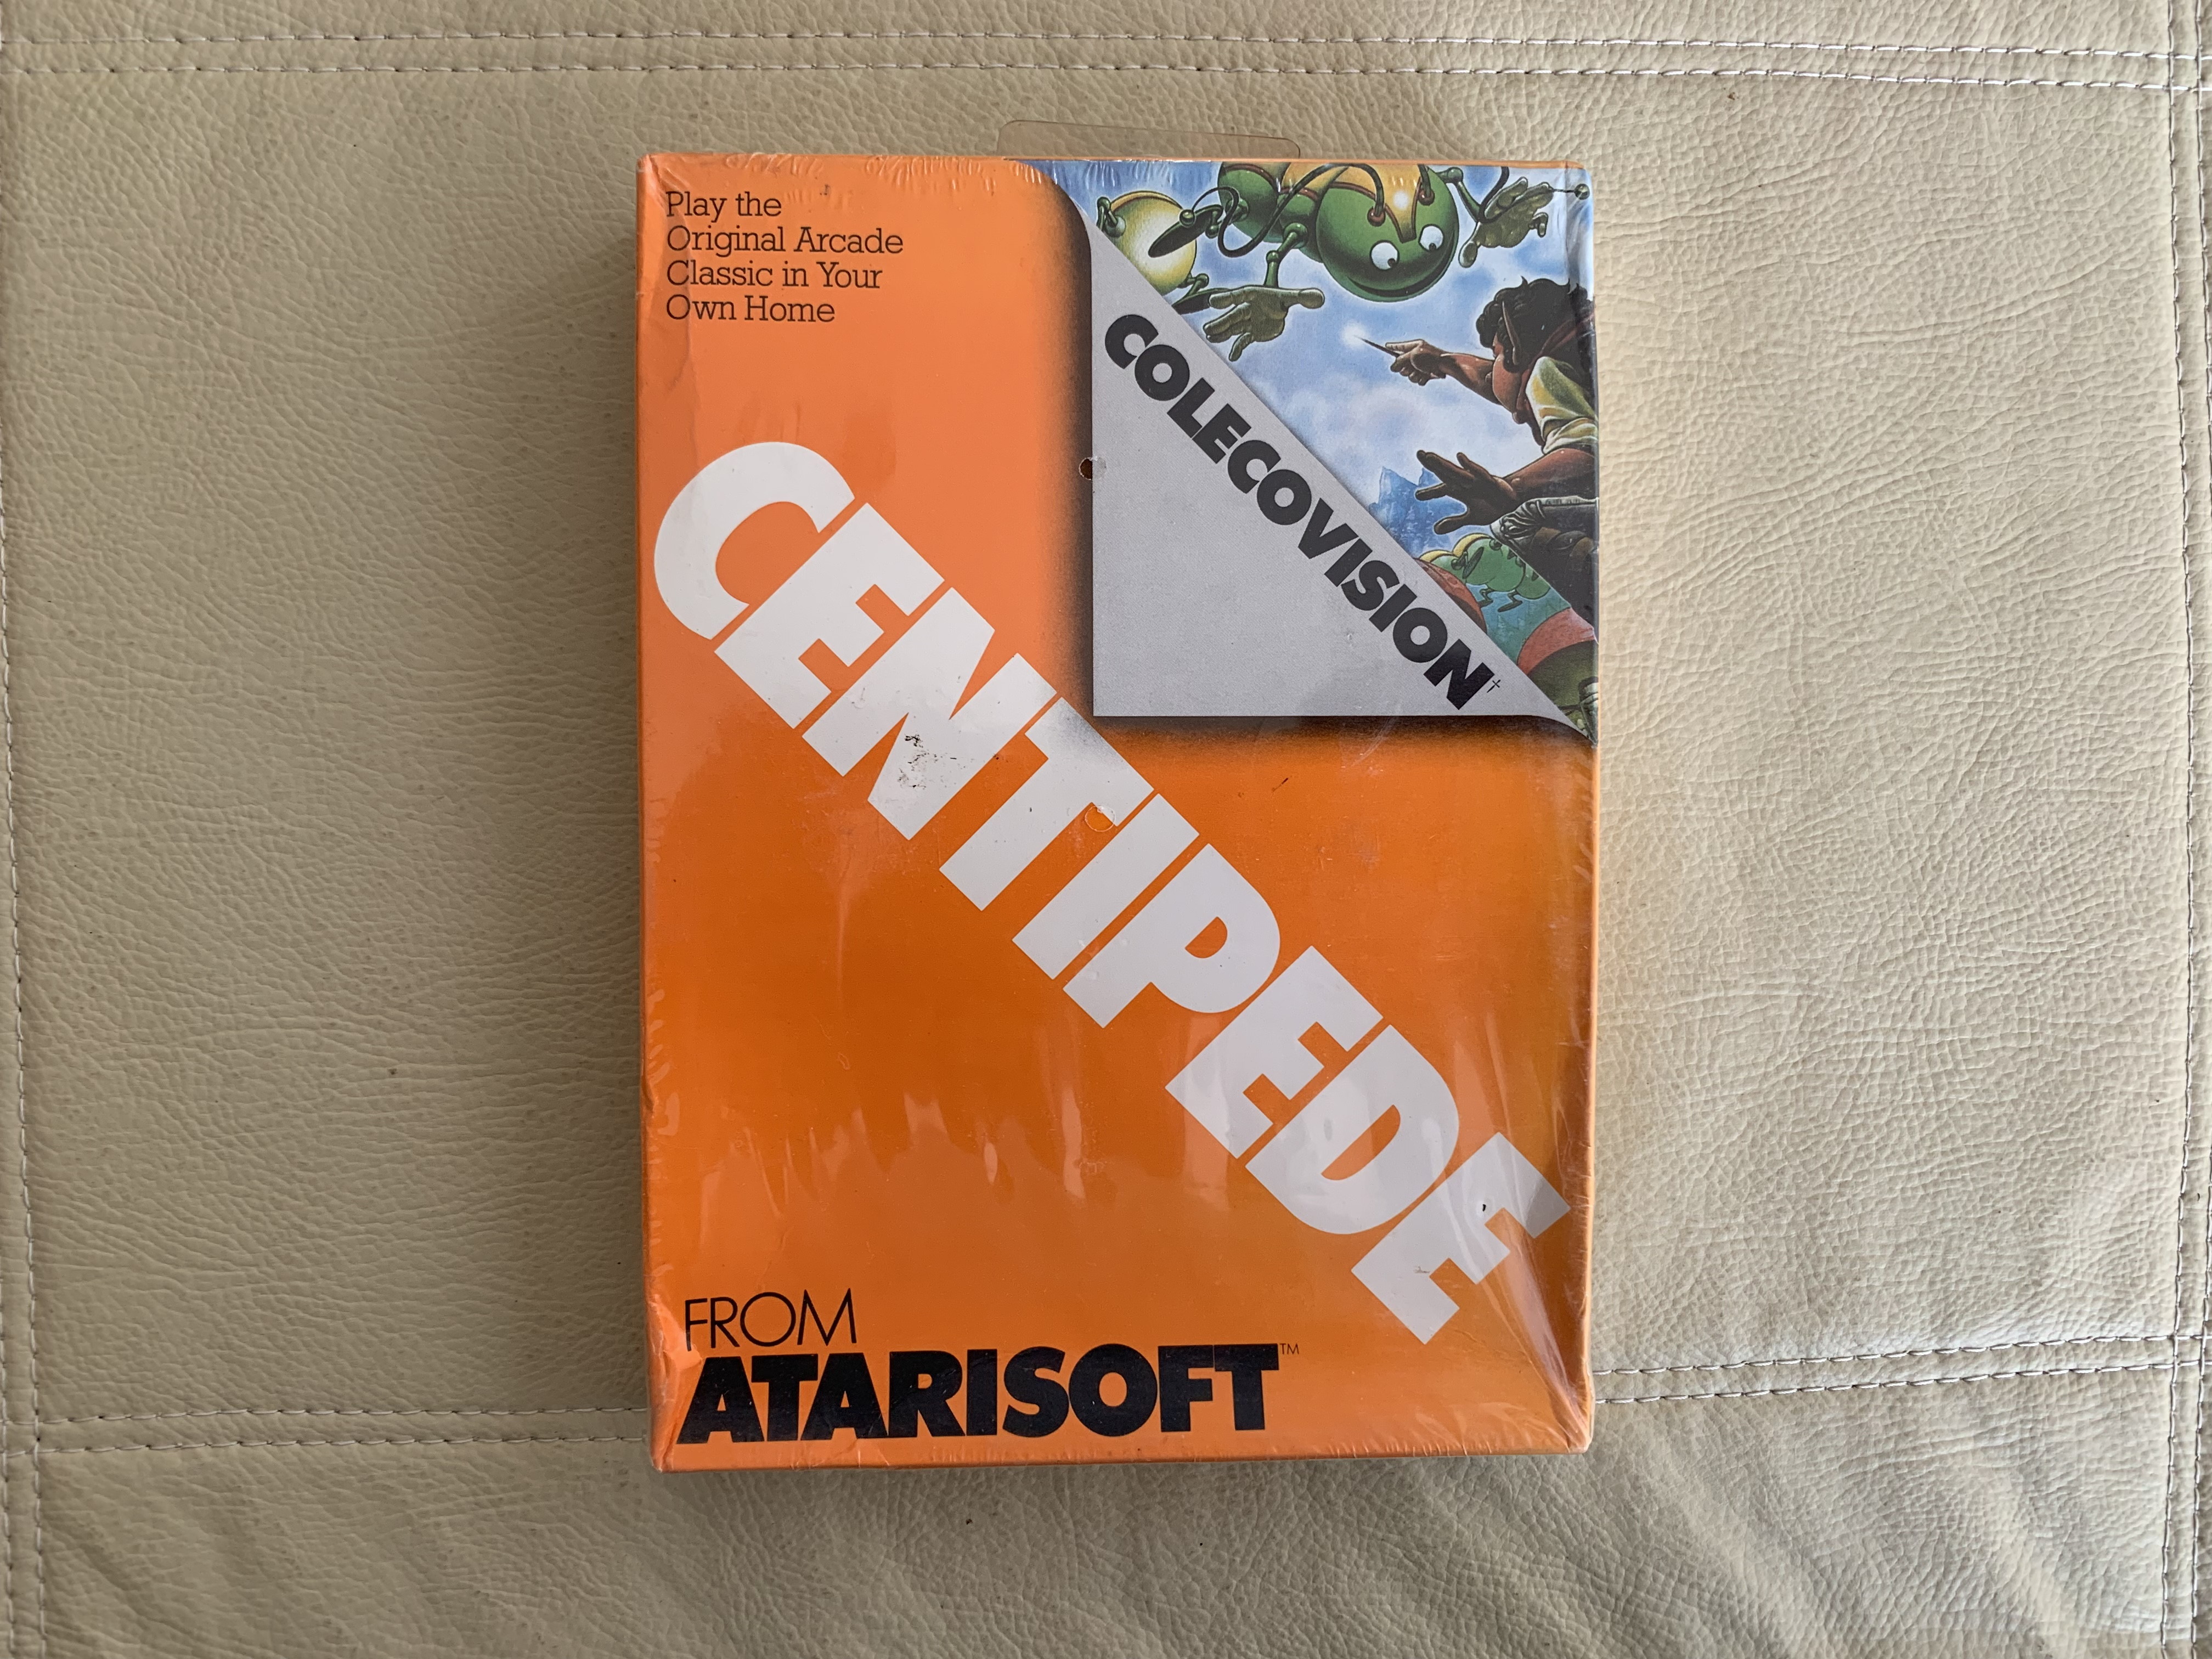 Play the
Original Arcade
Classic in Your
Own Home
COLECOVISION†
CENTIPEDE
FROM
ATARISOFT™